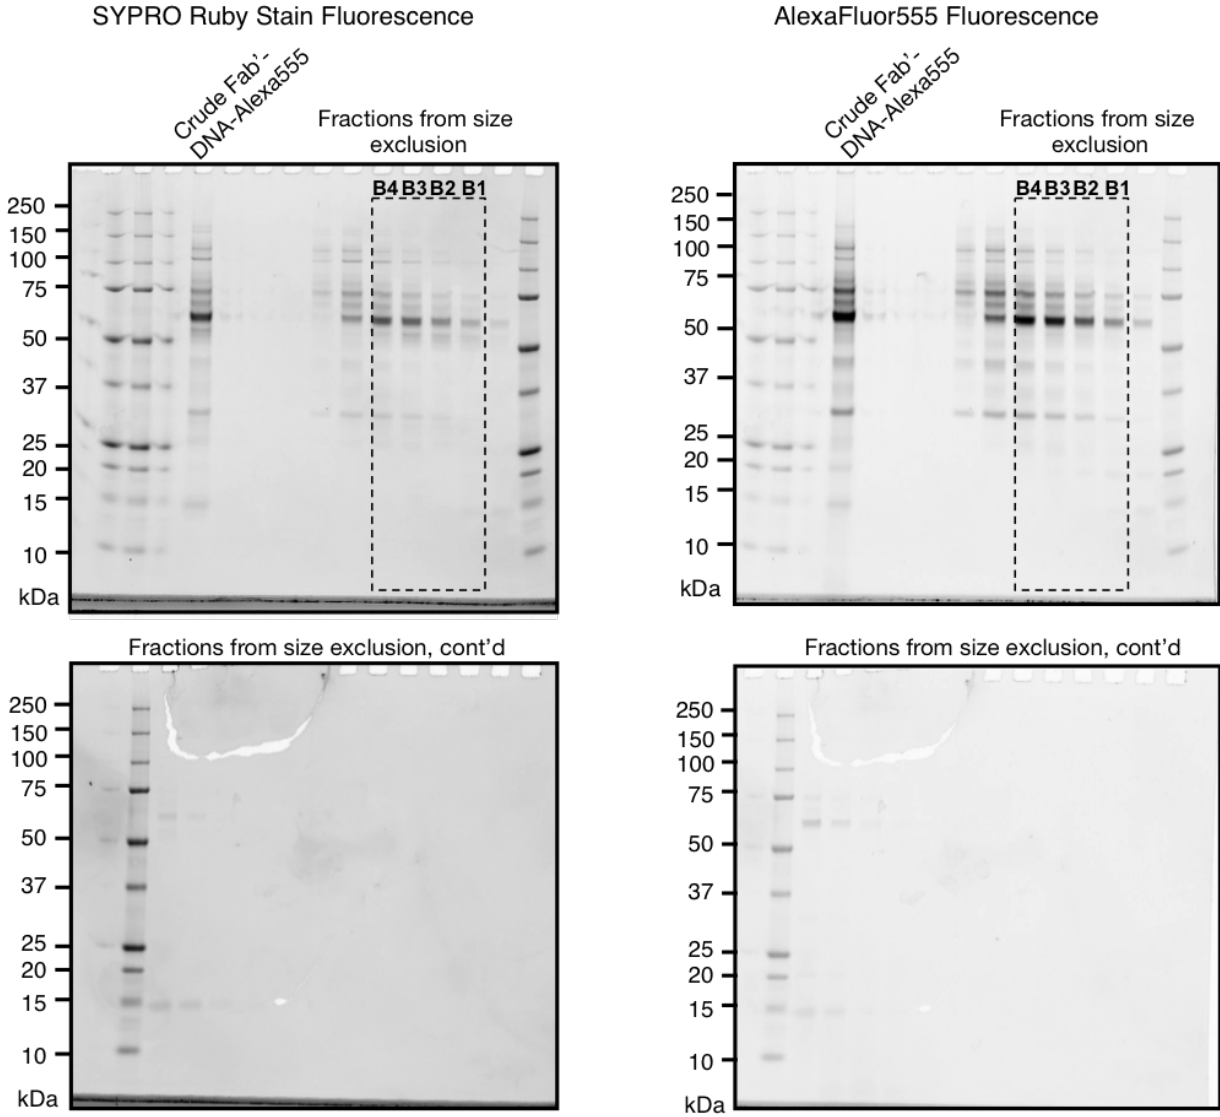 SYPRO Ruby Stain Fluorescence
AlexaFluor555 Fluorescence
Crude Fab’-
DNA-Alexa555
Fractions from size
exclusion
B4 B3 B2 B1
250
150
100
75
50
37
25
20
15
10
kDa
Crude Fab’-
DNA-Alexa555
Fractions from size
exclusion
B4 B3 B2 B1
250
150
100
75
50
37
25
20
15
10
kDa
Fractions from size exclusion, cont’d
250
150
100
75
50
37
25
20
15
10
kDa
Fractions from size exclusion, cont’d
250
150
100
75
50
37
25
20
15
10
kDa